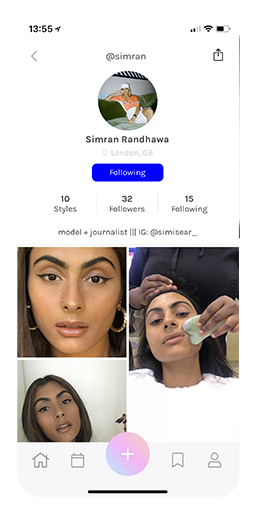 13:55
@simran
Simran Randhawa
London, GB
Following
10 32 15
Styles Followers Following
model + journalist ||| IG: @simisear_
+